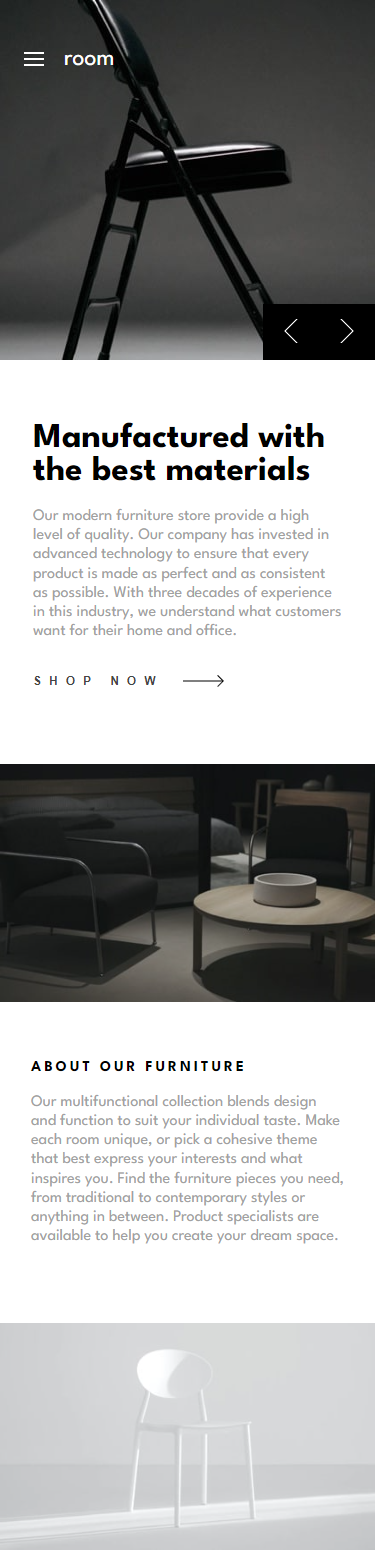 room
Manufactured with
the best materials
Our modern furniture store provide a high
level of quality. Our company has invested in
advanced technology to ensure that every
product is made as perfect and as consistent
as possible. With three decades of experience
in this industry, we understand what customers
want for their home and office.
SHOP NOW
ABOUT OUR FURNITURE
Our multifunctional collection blends design
and function to suit your individual taste. Make
each room unique, or pick a cohesive theme
that best express your interests and what
inspires you. Find the furniture pieces you need,
from traditional to contemporary styles or
anything in between. Product specialists are
available to help you create your dream space.